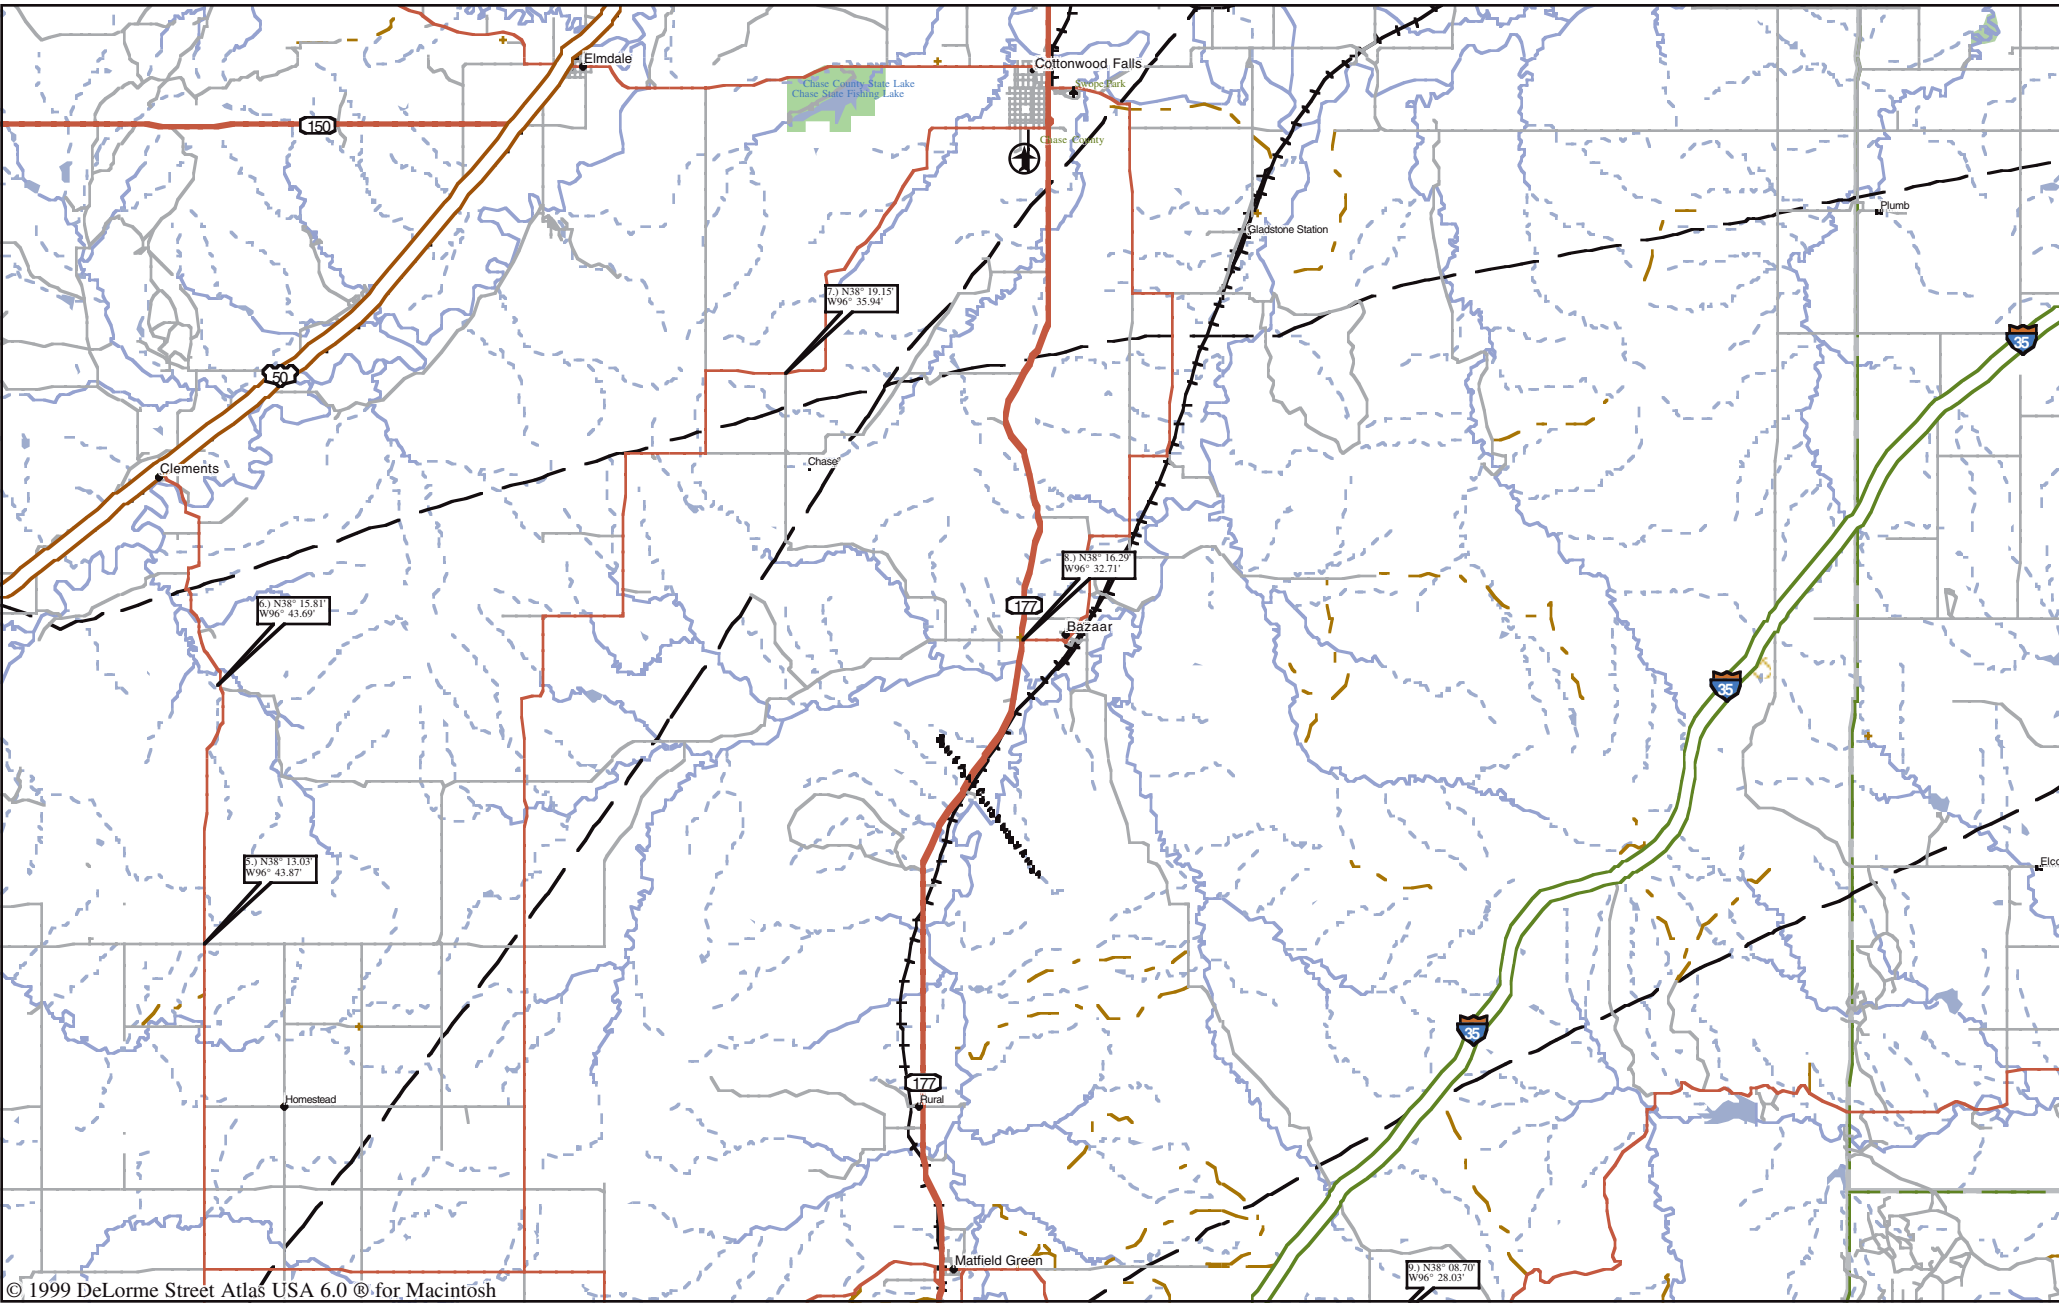 Elmdale
Cottonwood Falls
Chase County State Lake
Chase State Fishing Lake
Swope Park
150
Chase County
Plumb
Gladstone Station
7.) N38° 19.15'
W96° 35.94'
35
50
Chase
Clements
8.) N38° 16.29'
W96° 32.71'
6.) N38° 15.81'
W96° 43.69'
177
Bazaar
35
5.) N38° 13.03'
W96° 43.87'
Elco
35
177
Homestead
Rural
Matfield Green
9.) N38° 08.70'
W96° 28.03'
© 1999 DeLorme Street Atlas USA 6.0 ® for Macintosh